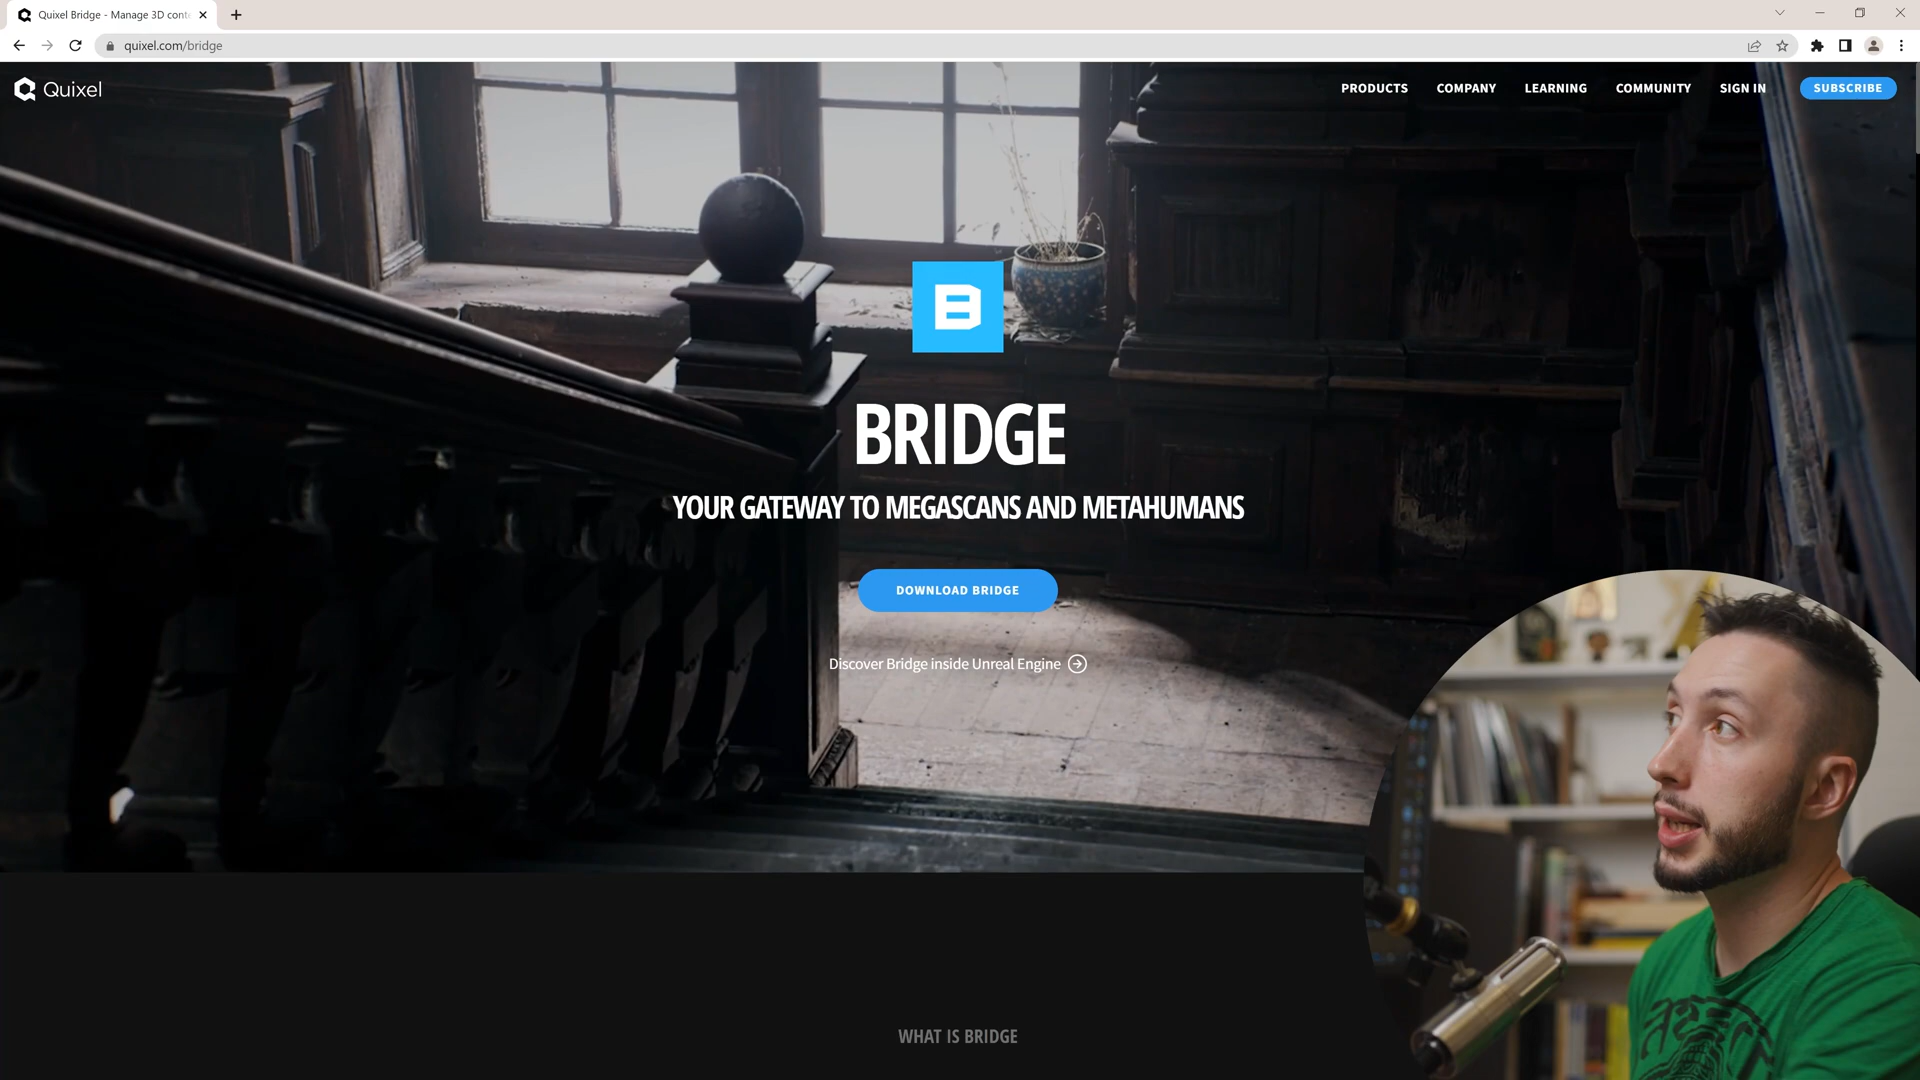 Quixel Bridge - Manage 3D conte
quixel.com/bridge
Quixel
PRODUCTS
COMPANY
LEARNING
COMMUNITY
SIGN IN
SUBSCRIBE
B
BRIDGE
YOUR GATEWAY TO MEGASCANS AND METAHUMANS
DOWNLOAD BRIDGE
Discover Bridge inside Unreal Engine
WHAT IS BRIDGE